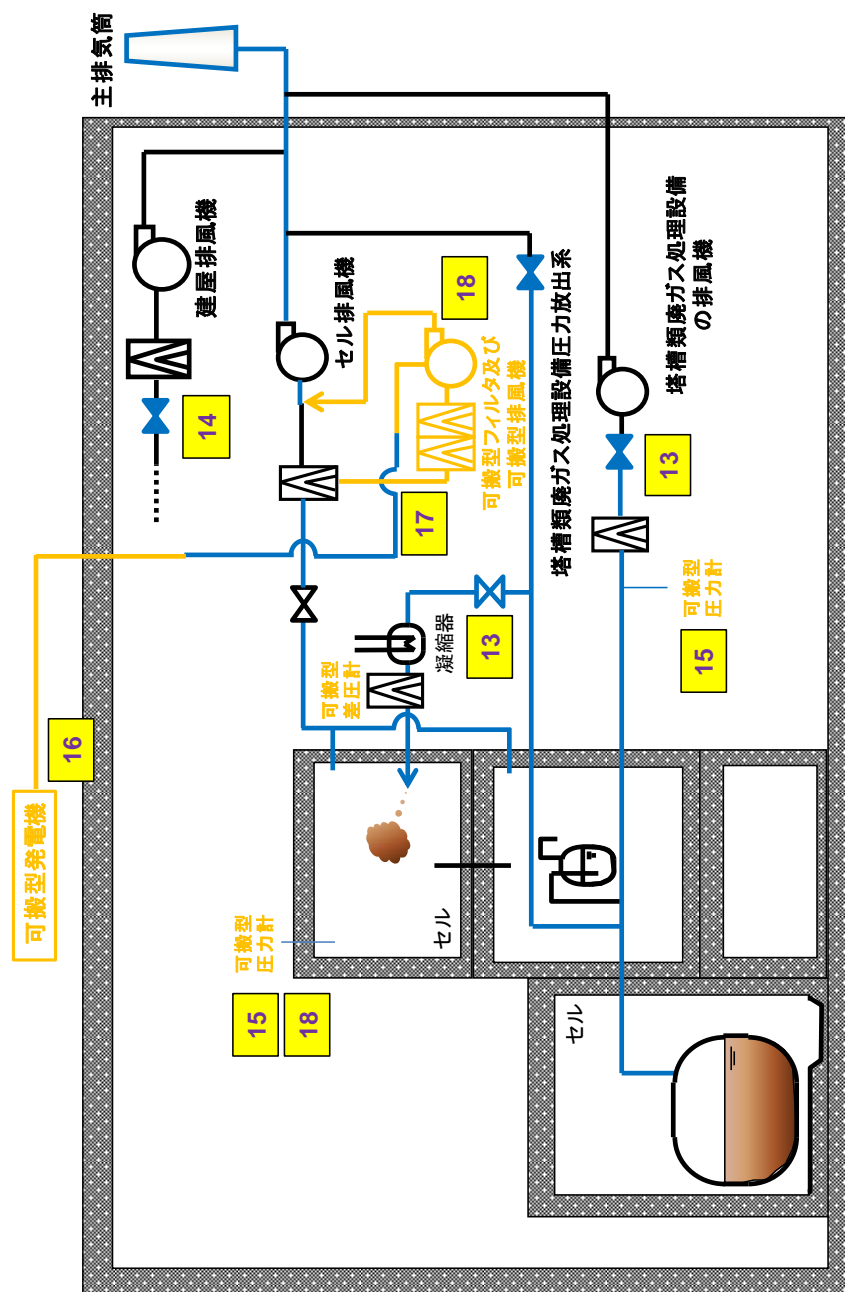 主排気筒
建屋排風機
14
セル排風機
18
可搬型フィルタ及び
可搬型排風機
17
塔槽類廃ガス処理設備圧力放出系
塔槽類廃ガス処理設備
の排風機
13
可搬型
圧力計
15
凝縮器
13
可搬型
差圧計
16
可搬型発電機
可搬型
圧力計
15
18
セル
セル